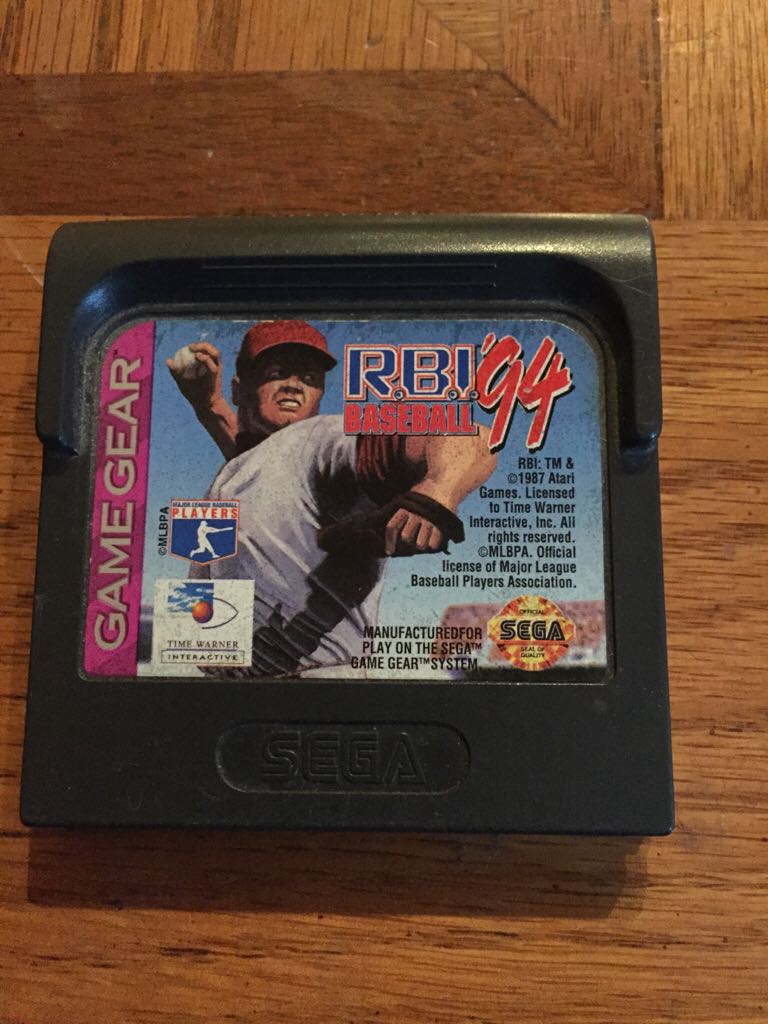 GAME GEAR™
R.B.I. '94
BASEBALL
RBI: TM &
©1987 Atari
Games. Licensed
to Time Warner
Interactive, Inc. All
rights reserved.
©MLBPA. Official
license of Major League
Baseball Players Association.
©MLBPA
MAJOR LEAGUE BASEBALL
PLAYERS
TIME WARNER
INTERACTIVE
MANUFACTUREDFOR
PLAY ON THE SEGA™
GAME GEAR™SYSTEM.
OFFICIAL
SEGA
SEAL OF
QUALITY
SEGA